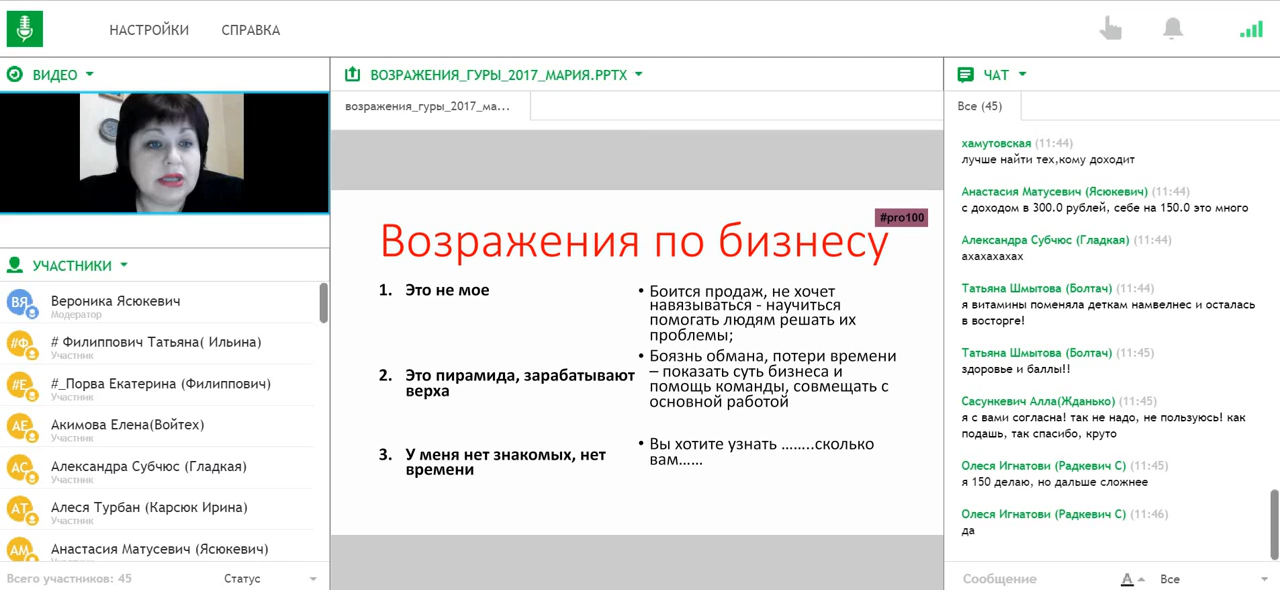 НАСТРОЙКИ СПРАВКА
ВИДЕО
УЧАСТНИКИ
ВЯ Вероника Ясюкевич
Модератор
#Ф # Филиппович Татьяна( Ильина)
Участник
#Е #_Порва Екатерина (Филиппович)
Участник
АЕ Акимова Елена(Войтех)
Участник
АС Александра Субчюс (Гладкая)
Участник
АТ Алеся Турбан (Карсюк Ирина)
Участник
АМ Анастасия Матусевич (Ясюкевич)
Участник
Всего участников: 45 Статус
ВОЗРАЖЕНИЯ_ГУРЫ_2017_МАРИЯ.PPTX
возражения_гуры_2017_ма...
#pro100
Возражения по бизнесу
1. Это не мое
• Боится продаж, не хочет
навязываться - научиться
помогать людям решать их
проблемы;
2. Это пирамида, зарабатывают
верха
• Боязнь обмана, потери времени
– показать суть бизнеса и
помощь команды, совмещать с
основной работой
3. У меня нет знакомых, нет
времени
• Вы хотите узнать ……..сколько
вам……
ЧАТ
Все (45)
хамутовская (11:44)
лучше найти тех,кому доходит
Анастасия Матусевич (Ясюкевич) (11:44)
с доходом в 300.0 рублей, себе на 150.0 это много
Александра Субчюс (Гладкая) (11:44)
ахахахахах
Татьяна Шмытова (Болтач) (11:44)
я витамины поменяла деткам намвелнес и осталась
в восторге!
Татьяна Шмытова (Болтач) (11:45)
здоровье и баллы!!
Сасункевич Алла(Жданько) (11:45)
я с вами согласна! так не надо, не пользуюсь! как
подашь, так спасибо, круто
Олеся Игнатови (Радкевич С) (11:45)
я 150 делаю, но дальше сложнее
Олеся Игнатови (Радкевич С) (11:46)
да
Сообщение А Все